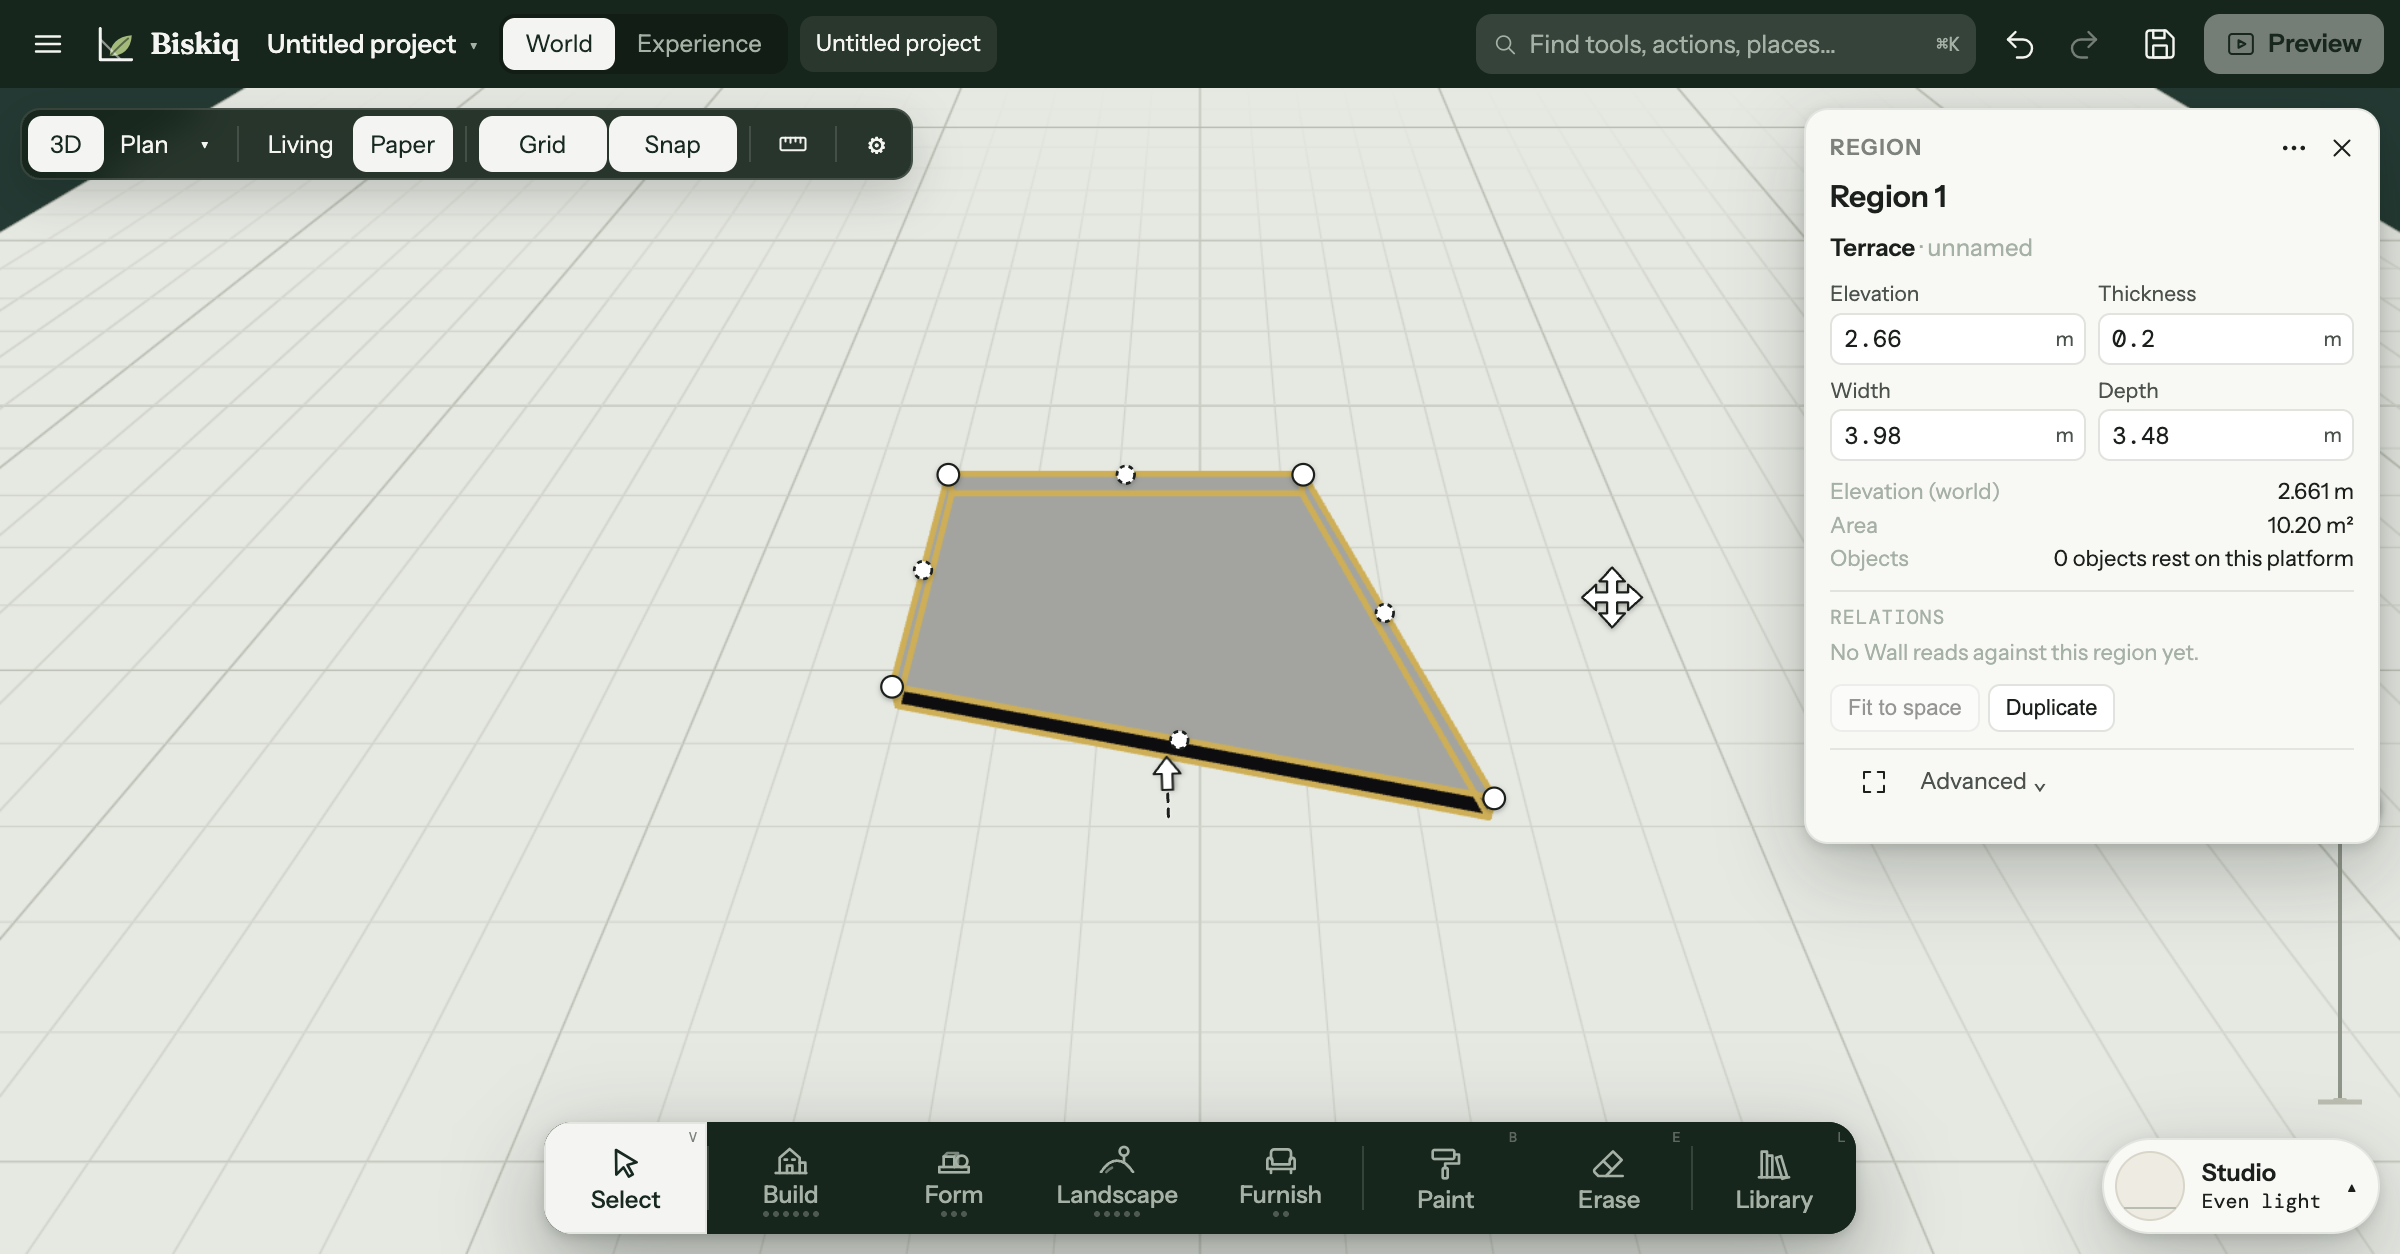 Biskiq
Untitled project
World
Experience
Untitled project
Find tools, actions, places...
⌘K
Preview
3D
Plan
Living
Paper
Grid
Snap
REGION
Region 1
Terrace · unnamed
Elevation
Thickness
2.66 m
0.2 m
Width
Depth
3.98 m
3.48 m
Elevation (world)
2.661 m
Area
10.20 m²
Objects
0 objects rest on this platform
RELATIONS
No Wall reads against this region yet.
Fit to space
Duplicate
Advanced
V
Select
Build
Form
Landscape
Furnish
B
Paint
E
Erase
L
Library
Studio
Even light